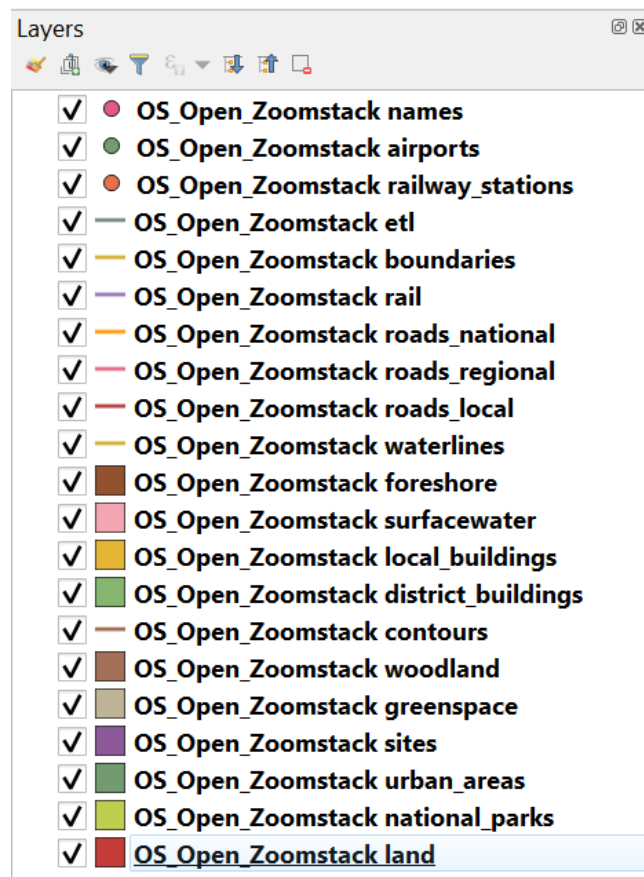 Layers
OS_Open_Zoomstack names
OS_Open_Zoomstack airports
OS_Open_Zoomstack railway_stations
OS_Open_Zoomstack etl
OS_Open_Zoomstack boundaries
OS_Open_Zoomstack rail
OS_Open_Zoomstack roads_national
OS_Open_Zoomstack roads_regional
OS_Open_Zoomstack roads_local
OS_Open_Zoomstack waterlines
OS_Open_Zoomstack foreshore
OS_Open_Zoomstack surfacewater
OS_Open_Zoomstack local_buildings
OS_Open_Zoomstack district_buildings
OS_Open_Zoomstack contours
OS_Open_Zoomstack woodland
OS_Open_Zoomstack greenspace
OS_Open_Zoomstack sites
OS_Open_Zoomstack urban_areas
OS_Open_Zoomstack national_parks
OS_Open_Zoomstack land